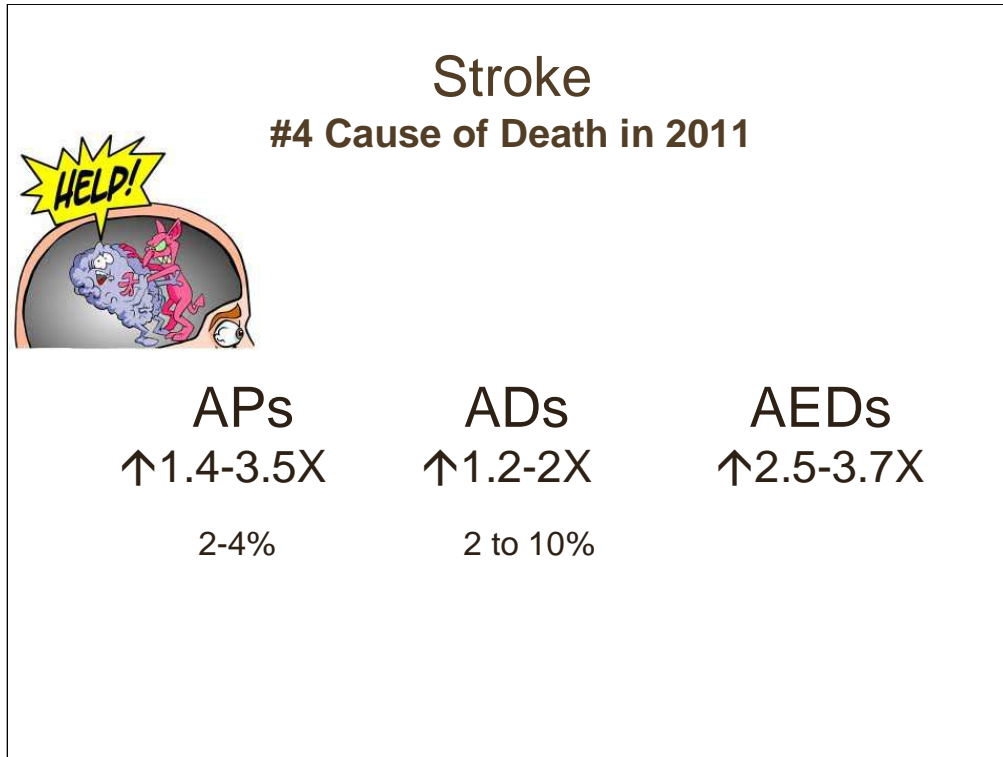 Stroke
#4 Cause of Death in 2011
HELP!
APs ADs AEDs
↑1.4-3.5X ↑1.2-2X ↑2.5-3.7X
2-4% 2 to 10%